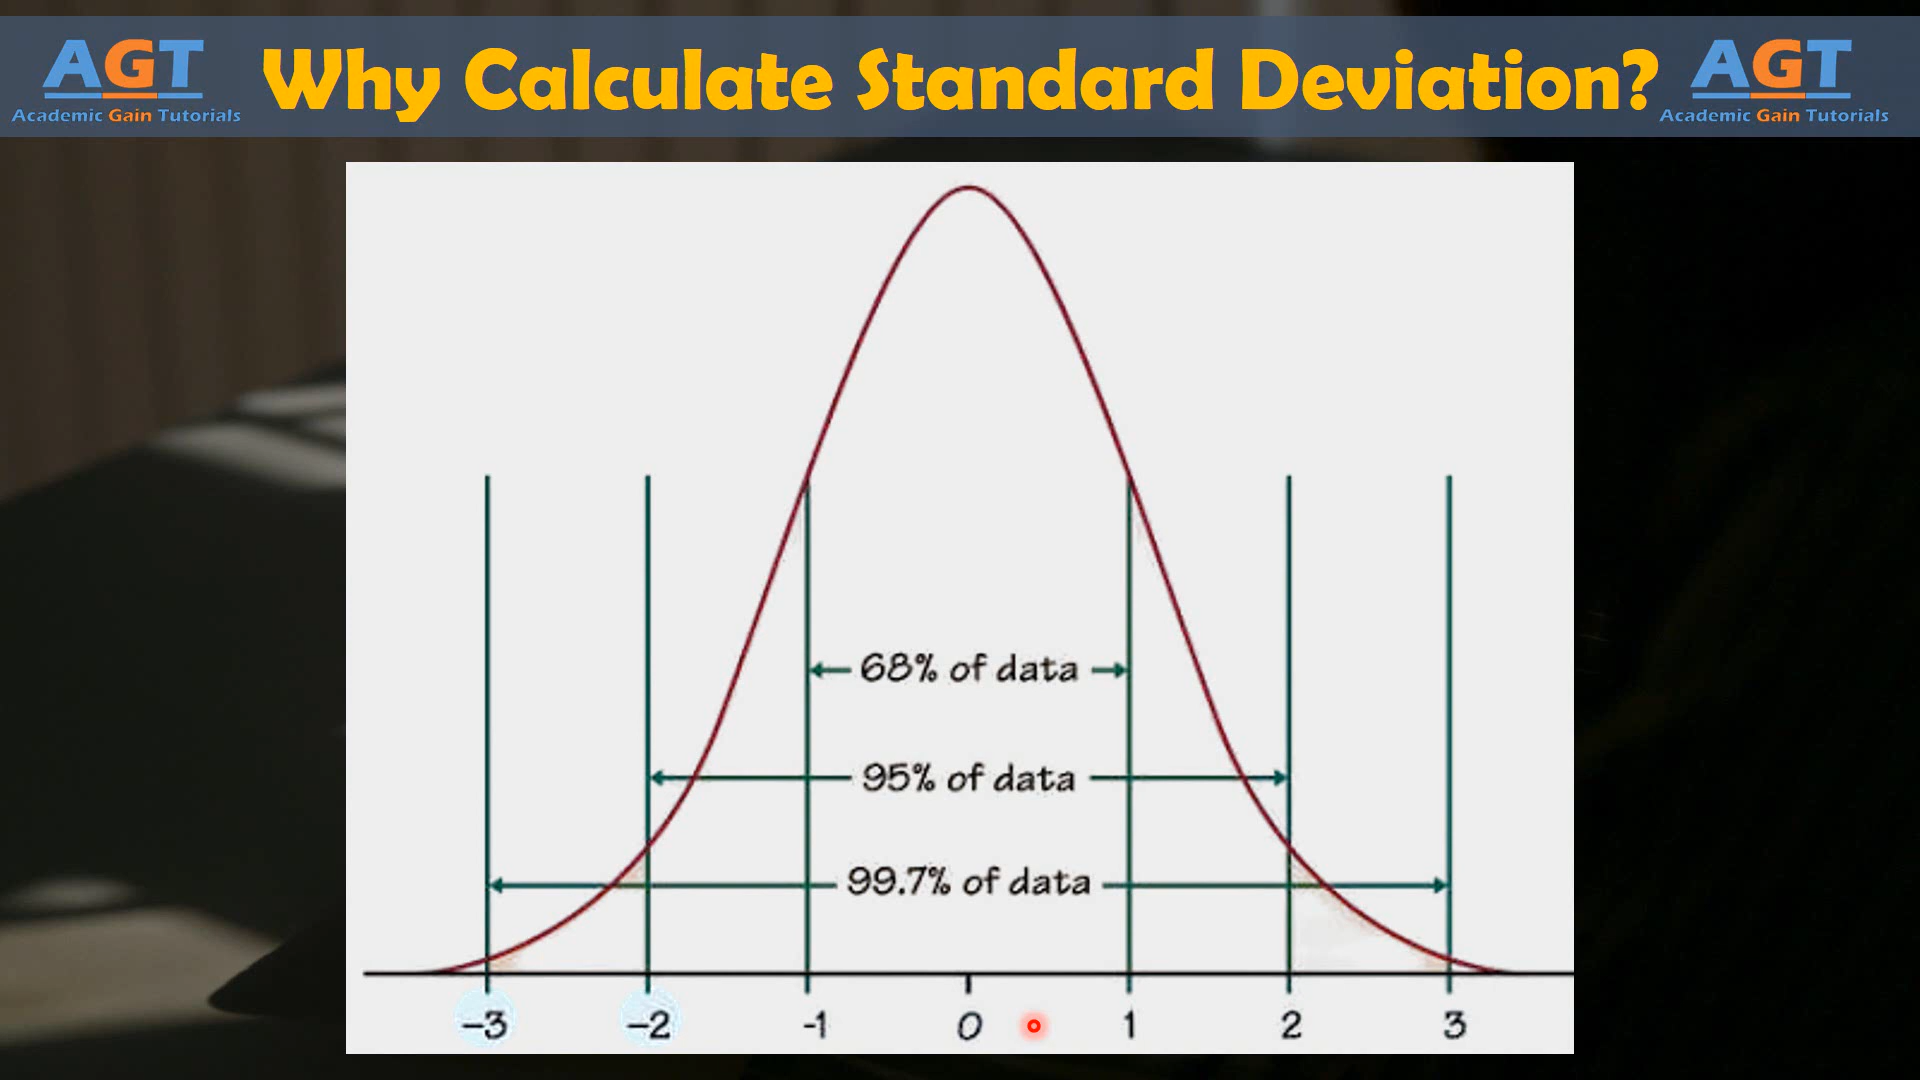 AGT
Academic Gain Tutorials
Why Calculate Standard Deviation?
AGT
Academic Gain Tutorials
68% of data
95% of data
99.7% of data
-3 -2 -1 0 1 2 3